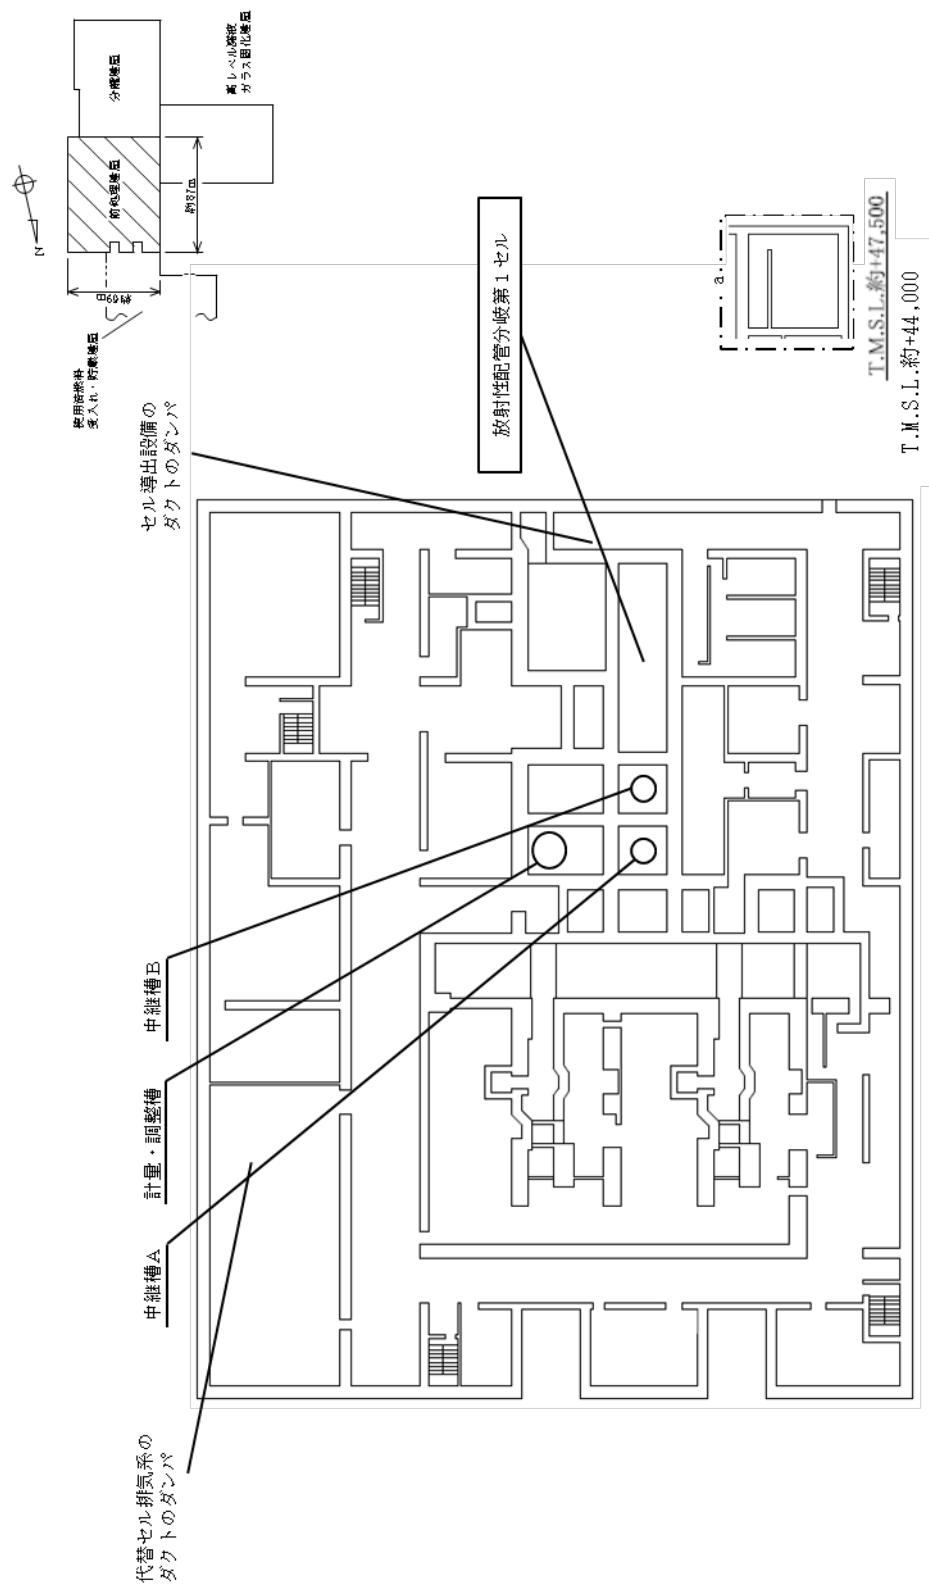 N
分離建屋
前処理建屋
高レベル廃液
ガラス固化建屋
約87m
約69m
使用済燃料
受入れ・貯蔵建屋
セル導出設備の
ダクトのダンパ
放射性配管分岐第1セル
a
T.M.S.L.約+47,500
T.M.S.L.約+44,000
中継槽B
計量・調整槽
中継槽A
代替セル排気系の
ダクトのダンパ